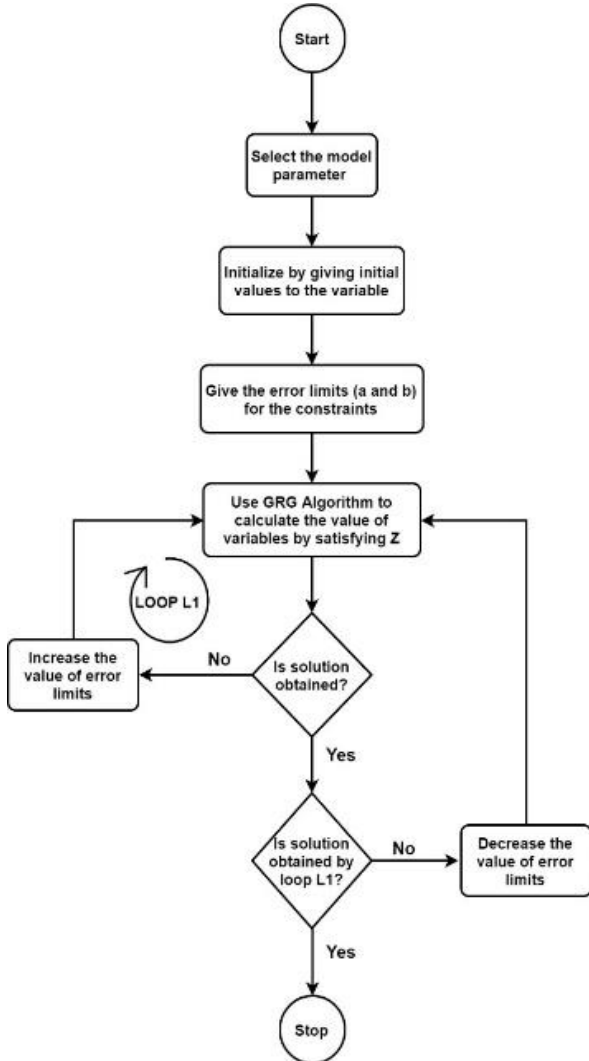 Start
Select the model
parameter
Initialize by giving initial
values to the variable
Give the error limits (a and b)
for the constraints
Use GRG Algorithm to
calculate the value of
variables by satisfying Z
LOOP L1
Increase the
value of error
limits
No
Is solution
obtained?
Yes
Is solution
obtained by
loop L1?
No
Decrease the
value of error
limits
Yes
Stop